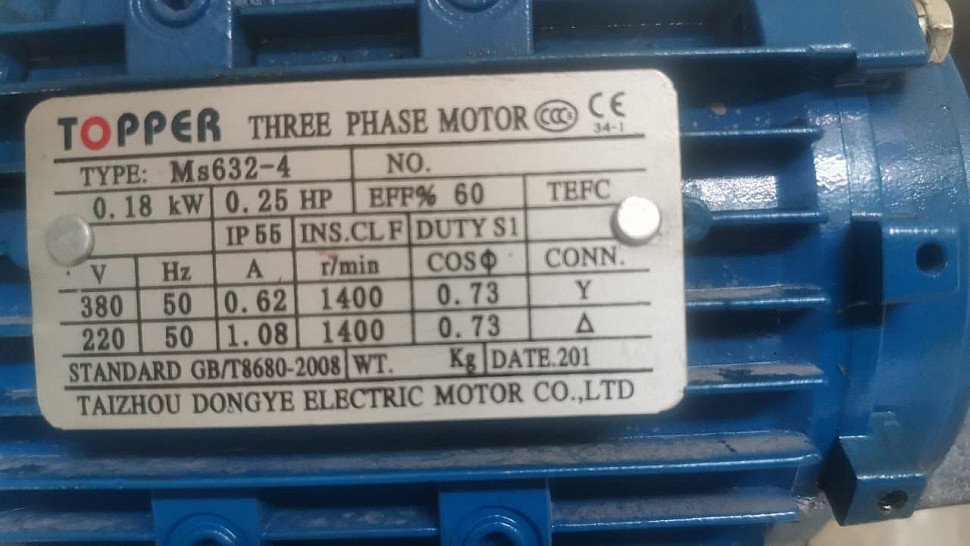 TOPPER THREE PHASE MOTOR CCC CE
34-1
TYPE: Ms632-4 NO.
0.18 kW 0.25 HP EFF% 60 TEFC
IP 55 INS.CL F DUTY S1
V Hz A r/min COSΦ CONN.
380 50 0.62 1400 0.73 Y
220 50 1.08 1400 0.73 Δ
STANDARD GB/T8680-2008 WT. Kg DATE.201
TAIZHOU DONGYE ELECTRIC MOTOR CO.,LTD